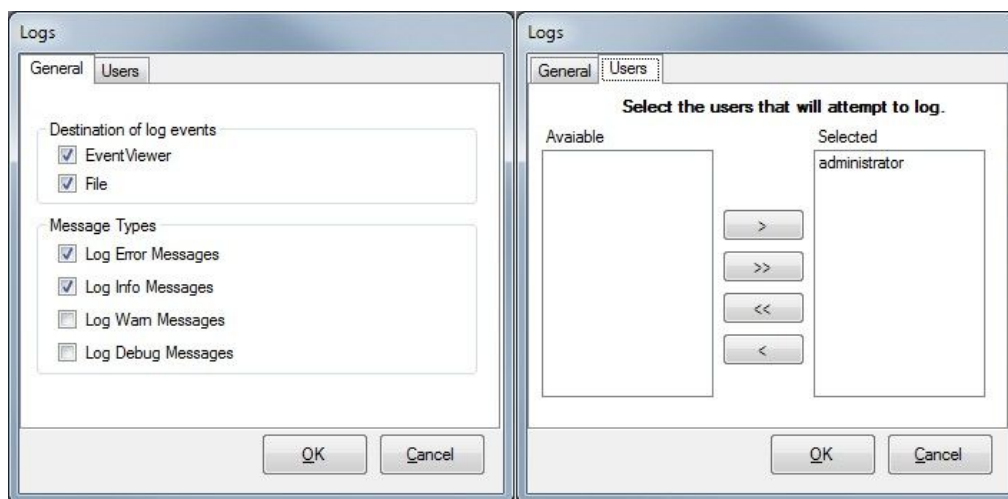 Logs
General Users
Destination of log events
EventViewer
File
Message Types
Log Error Messages
Log Info Messages
Log Warn Messages
Log Debug Messages
OK Cancel
Logs
General Users
Select the users that will attempt to log.
Avaiable Selected
administrator
>
>>
<<
<
OK Cancel